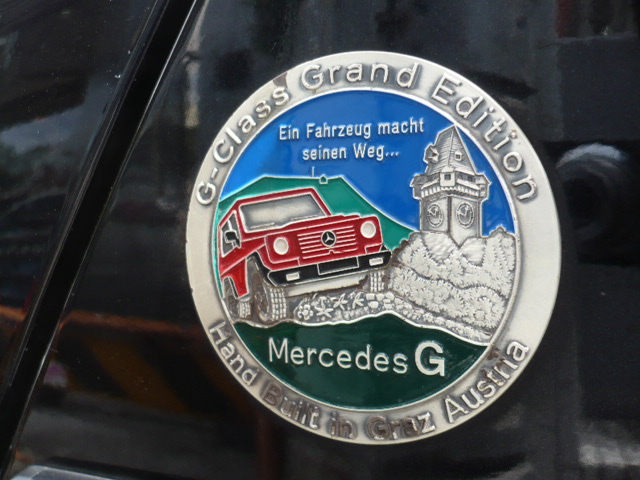 G-Class Grand Edition
Ein Fahrzeug macht
seinen Weg...
Mercedes G
Hand Built in Graz Austria